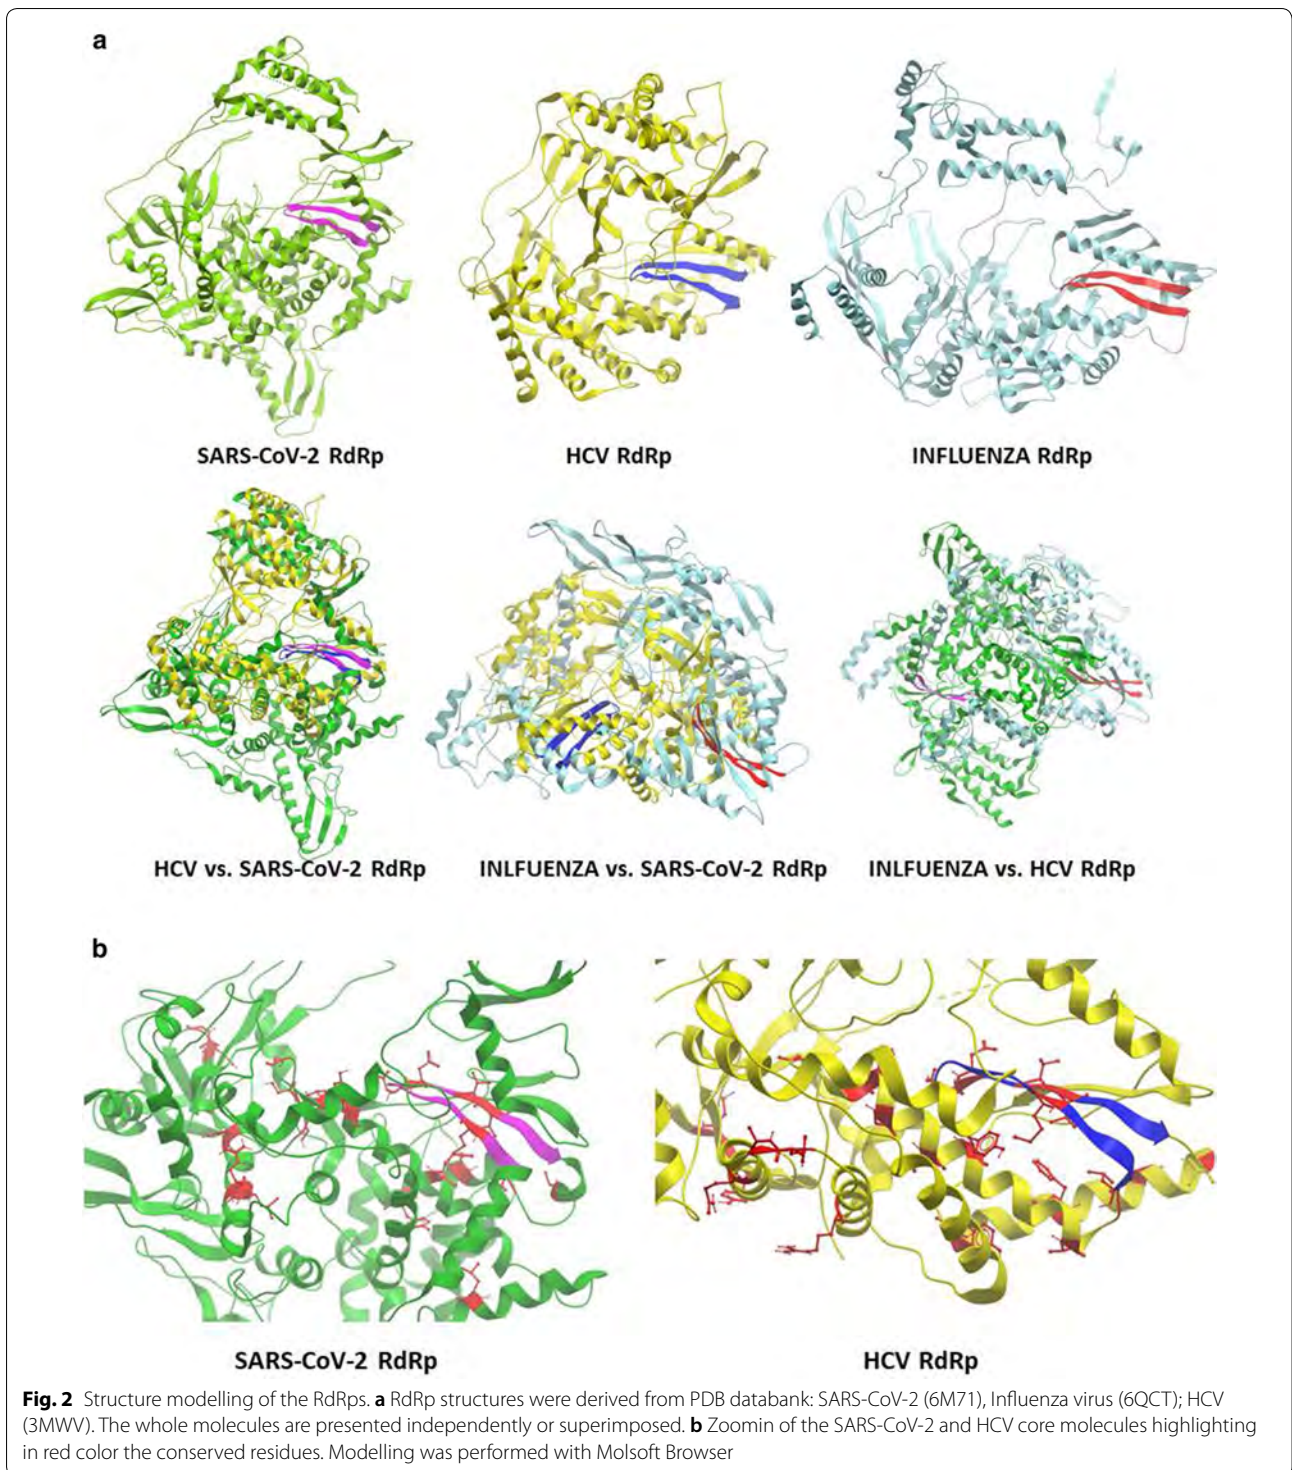 a
SARS-CoV-2 RdRp
HCV RdRp
INFLUENZA RdRp
HCV vs. SARS-CoV-2 RdRp
INLFUENZA vs. SARS-CoV-2 RdRp
INLFUENZA vs. HCV RdRp
b
SARS-CoV-2 RdRp
HCV RdRp
Fig. 2 Structure modelling of the RdRps. a RdRp structures were derived from PDB databank: SARS-CoV-2 (6M71), Influenza virus (6QCT); HCV
(3MWV). The whole molecules are presented independently or superimposed. b Zoomin of the SARS-CoV-2 and HCV core molecules highlighting
in red color the conserved residues. Modelling was performed with Molsoft Browser